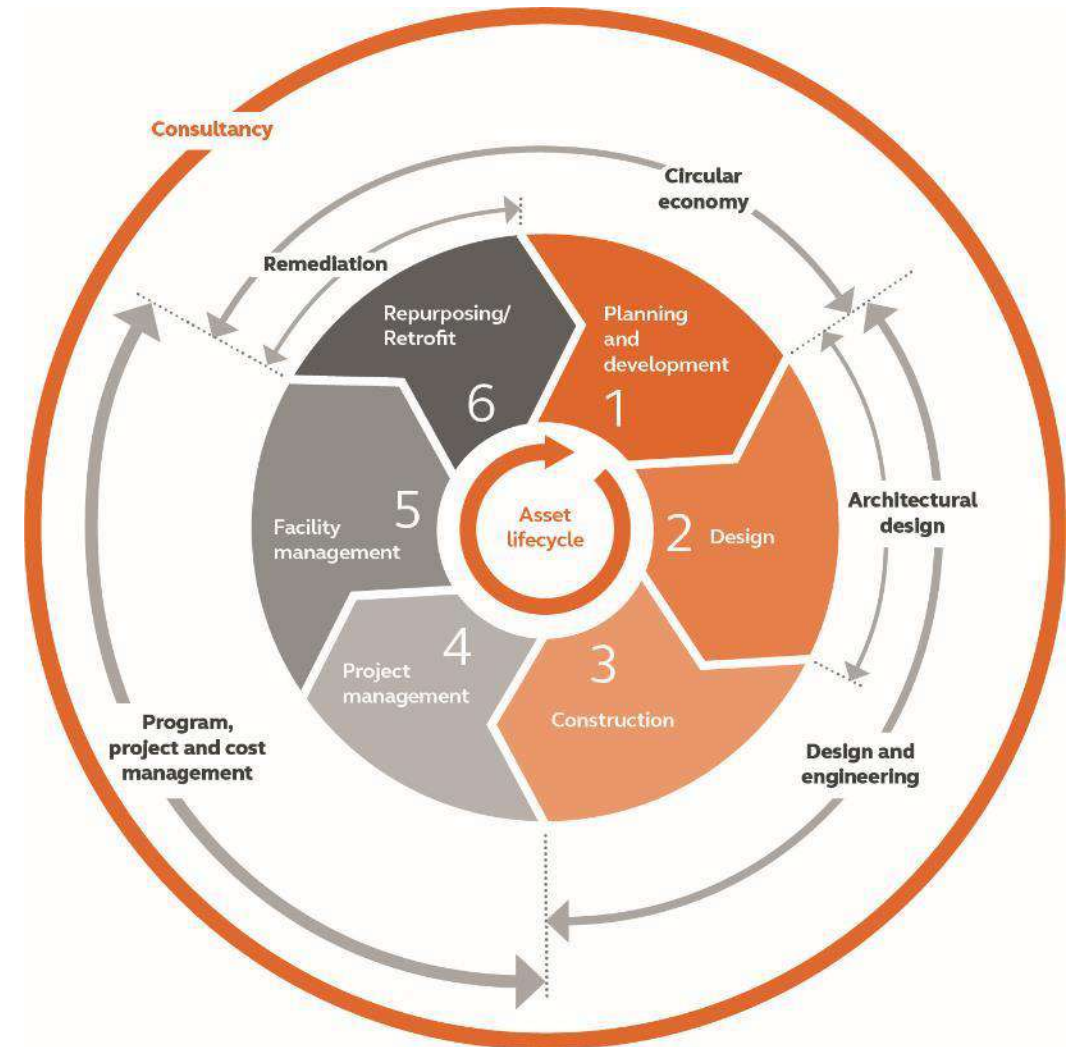 Consultancy
Circular
economy
Remediation
Repurposing/
Retrofit
6
Planning
and
development
1
Asset
lifecycle
2
Design
Architectural
design
5
Facility
management
4
Project
management
3
Construction
Program,
project and cost
management
Design and
engineering